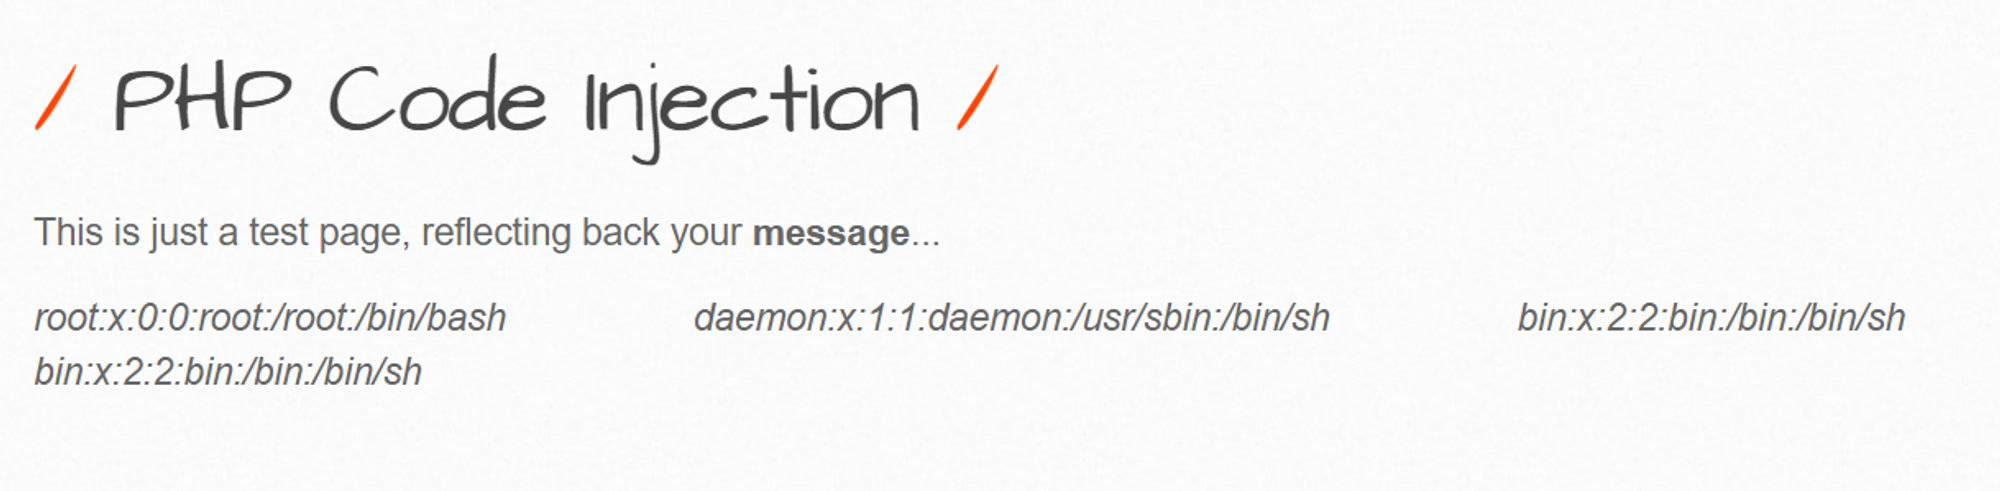 / PHP Code Injection /
This is just a test page, reflecting back your message...
root:x:0:0:root:/root:/bin/bash daemon:x:1:1:daemon:/usr/sbin:/bin/sh bin:x:2:2:bin:/bin:/bin/sh
bin:x:2:2:bin:/bin:/bin/sh